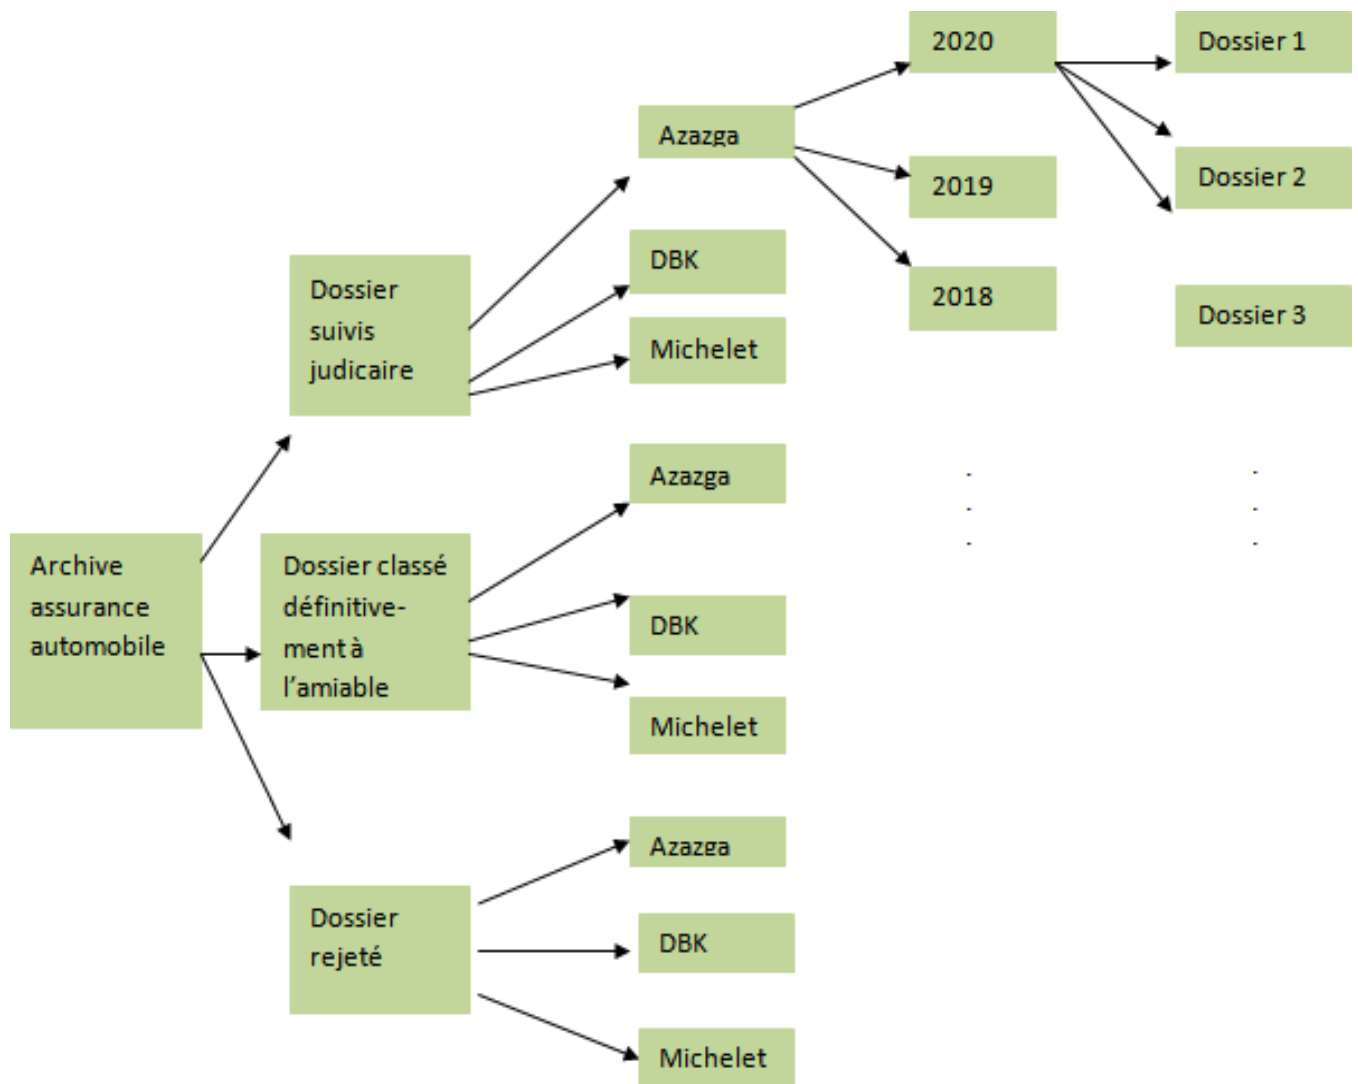 Archive
assurance
automobile
Dossier
suivis
judicaire
Dossier classé
définitive-
ment à
l'amiable
Dossier
rejeté
Azazga
DBK
Michelet
Azazga
DBK
Michelet
Azazga
DBK
Michelet
2020
2019
2018
.
.
.
Dossier 1
Dossier 2
Dossier 3
.
.
.